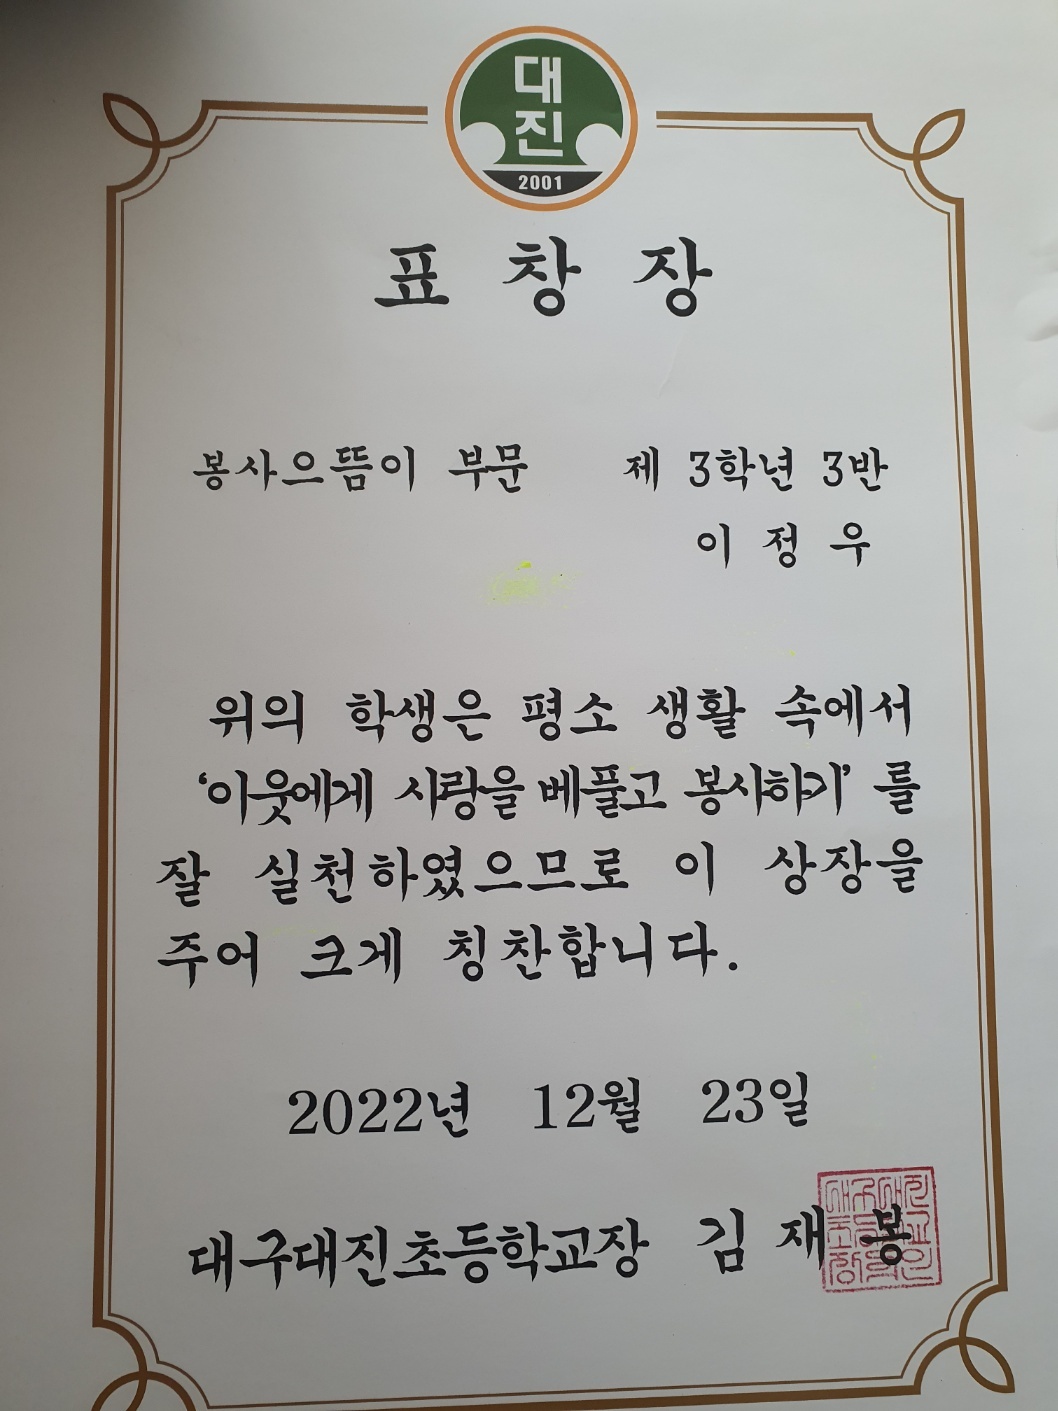 대
진
2001
표 창 장
봉사으뜸이 부문 제 3학년 3반
이 정 우
위의 학생은 평소 생활 속에서
‘이웃에게 사랑을 베풀고 봉사하기’ 를
잘 실천하였으므로 이 상장을
주어 크게 칭찬합니다.
2022년 12월 23일
대구대진초등학교장 김 재 봉